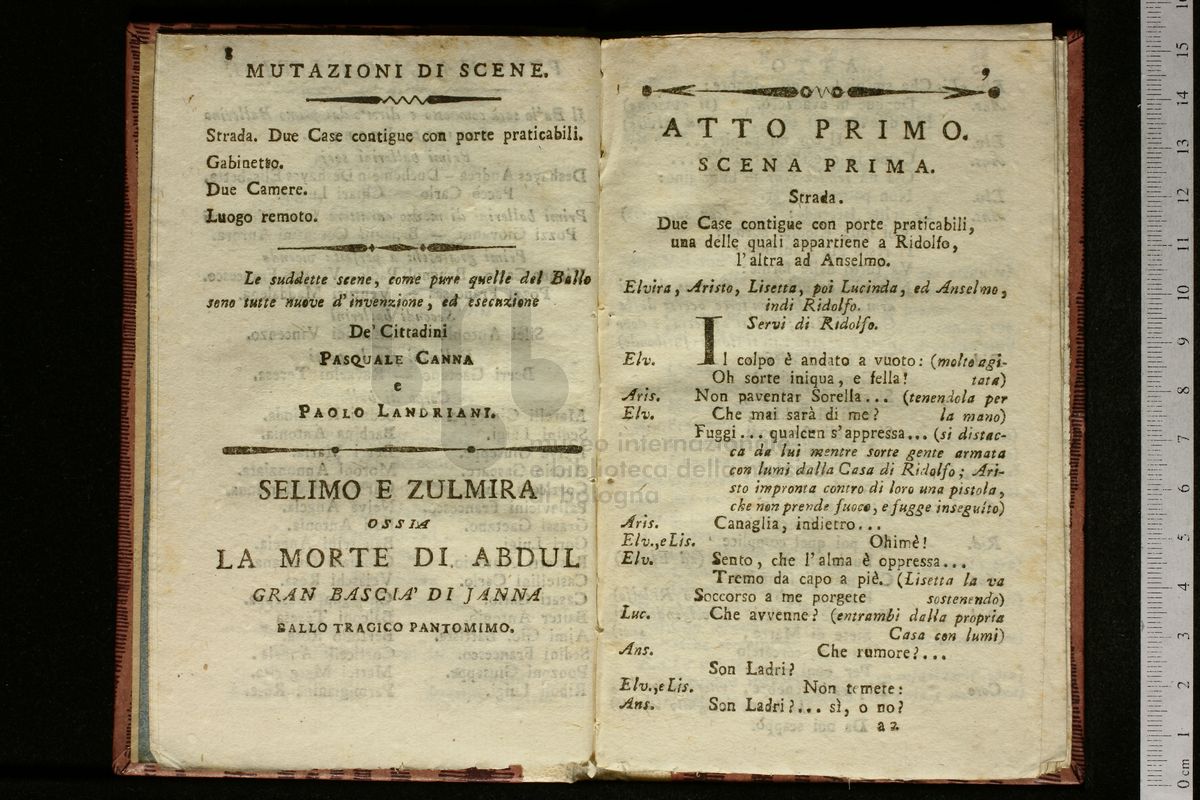 8
MUTAZIONI DI SCENE.
Strada. Due Case contigue con porte praticabili.
Gabinetto.
Due Camere.
Luogo remoto.
Le suddette scene, come pure quelle del Ballo
sono tutte nuove d'invenzione, ed esecuzione
De' Cittadini
PASQUALE CANNA
e
PAOLO LANDRIANI.
SELIMO E ZULMIRA
OSSIA
LA MORTE DI ABDUL
GRAN BASCIA' DI JANNA
BALLO TRAGICO PANTOMIMO.
9
ATTO PRIMO.
SCENA PRIMA.
Strada.
Due Case contigue con porte praticabili,
una delle quali appartiene a Ridolfo,
l'altra ad Anselmo.
Elvira, Aristo, Lisetta, poi Lucinda, ed Anselmo,
indi Ridolfo.
Servi di Ridolfo.
Elv. Il colpo è andato a vuoto: (molto agi-
Oh sorte iniqua, e fella! tata)
Aris. Non paventar Sorella... (tenendola per
Elv. Che mai sarà di me? la mano)
Fuggi... qualcun s'appressa... (si distac-
ca da lui mentre sorte gente armata
con lumi dalla Casa di Ridolfo; Ari-
sto impronta contro di loro una pistola,
che non prende fuoco, e fugge inseguito)
Aris. Canaglia, indietro...
Elv., e Lis. Ohimè!
Elv. Sento, che l'alma è oppressa...
Tremo da capo a piè. (Lisetta la va
Soccorso a me porgete sostenendo)
Luc. Che avvenne? (entrambi dalla propria
Casa con lumi)
Ans. Che rumore?...
Son Ladri?
Elv., e Lis. Non temete:
Ans. Son Ladri?... sì, o no?
a 2.
museo internazionale
e biblioteca della musica
di bologna